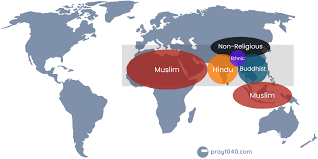 Non-Religious
Ethnic
Muslim
Hindu
Buddhist
Muslim
pray1040.com